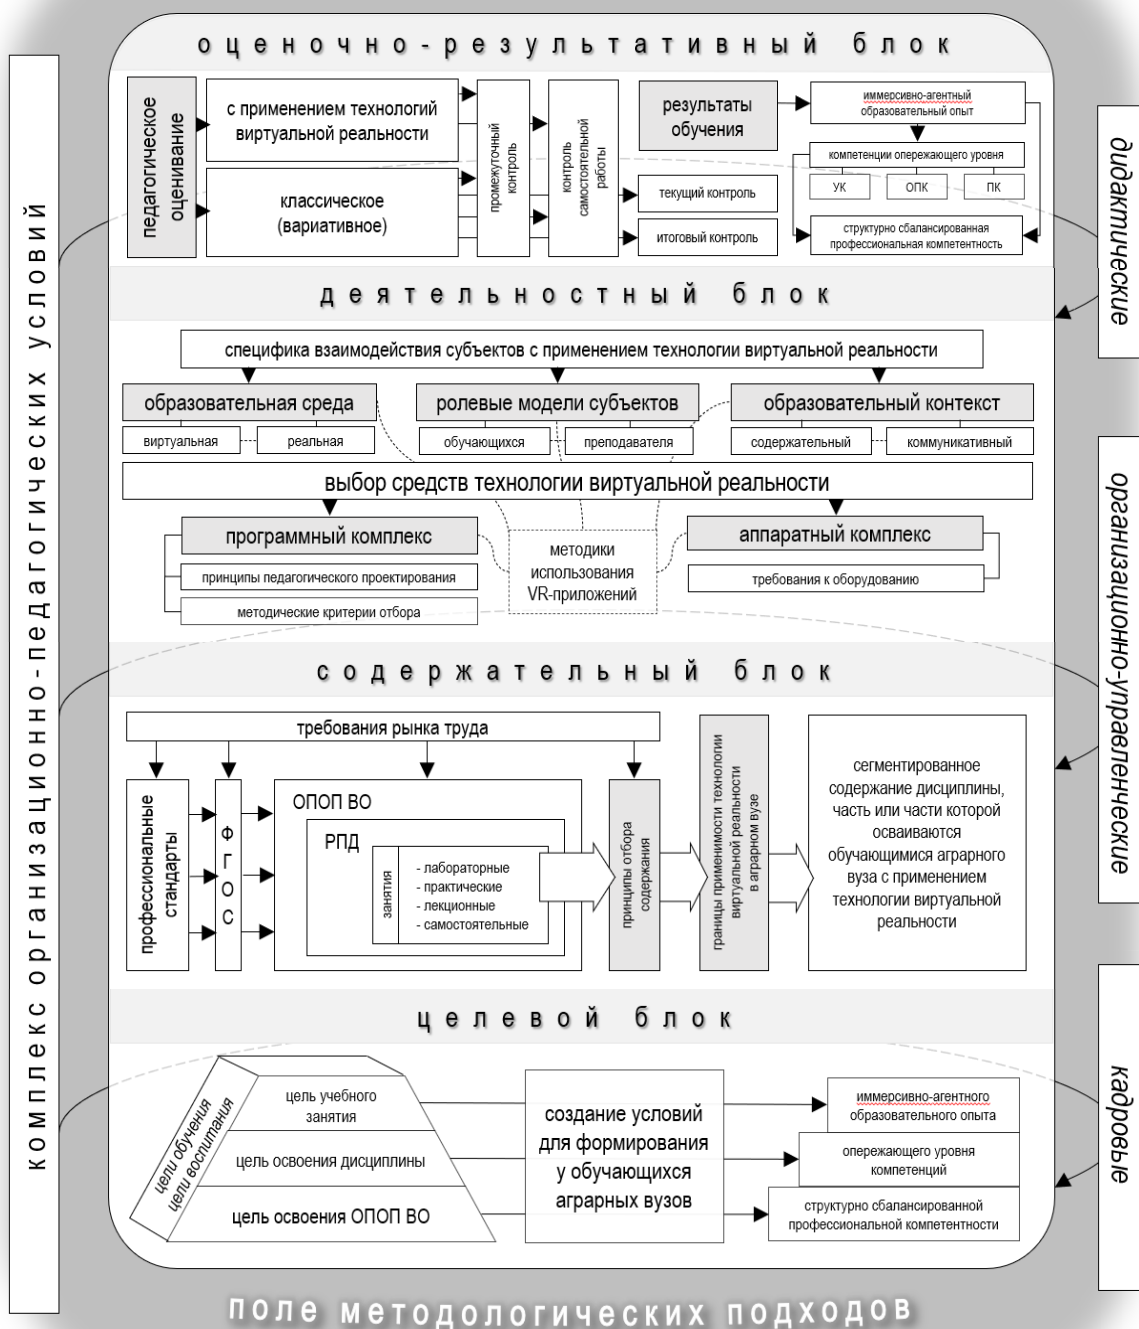 комплекс организационно-педагогических условий
оценочно-результативный блок
педагогическое
оценивание
с применением технологий
виртуальной реальности
классическое
(вариативное)
промежуточный
контроль
контроль
самостоятельной
работы
результаты
обучения
текущий контроль
итоговый контроль
иммерсивно-агентный
образовательный опыт
компетенции опережающего уровня
УК
ОПК
ПК
структурно сбалансированная
профессиональная компетентность
дидактические
деятельностный блок
специфика взаимодействия субъектов с применением технологии виртуальной реальности
образовательная среда
ролевые модели субъектов
образовательный контекст
виртуальная
реальная
обучающихся
преподавателя
содержательный
коммуникативный
выбор средств технологии виртуальной реальности
программный комплекс
принципы педагогического проектирования
методические критерии отбора
методики
использования
VR-приложений
аппаратный комплекс
требования к оборудованию
организационно-управленческие
содержательный блок
требования рынка труда
профессиональные
стандарты
ФГОС
ОПОП ВО
РПД
занятия
- лабораторные
- практические
- лекционные
- самостоятельные
принципы отбора
содержания
границы применимости технологии
виртуальной реальности
в аграрном вузе
сегментированное
содержание дисциплины,
часть или части которой
осваиваются
обучающимися аграрного
вуза с применением
технологии виртуальной
реальности
целевой блок
цели обучения
цели воспитания
цель учебного
занятия
цель освоения дисциплины
цель освоения ОПОП ВО
создание условий
для формирования
у обучающихся
аграрных вузов
иммерсивно-агентного
образовательного опыта
опережающего уровня
компетенций
структурно сбалансированной
профессиональной компетентности
кадровые
поле методологических подходов